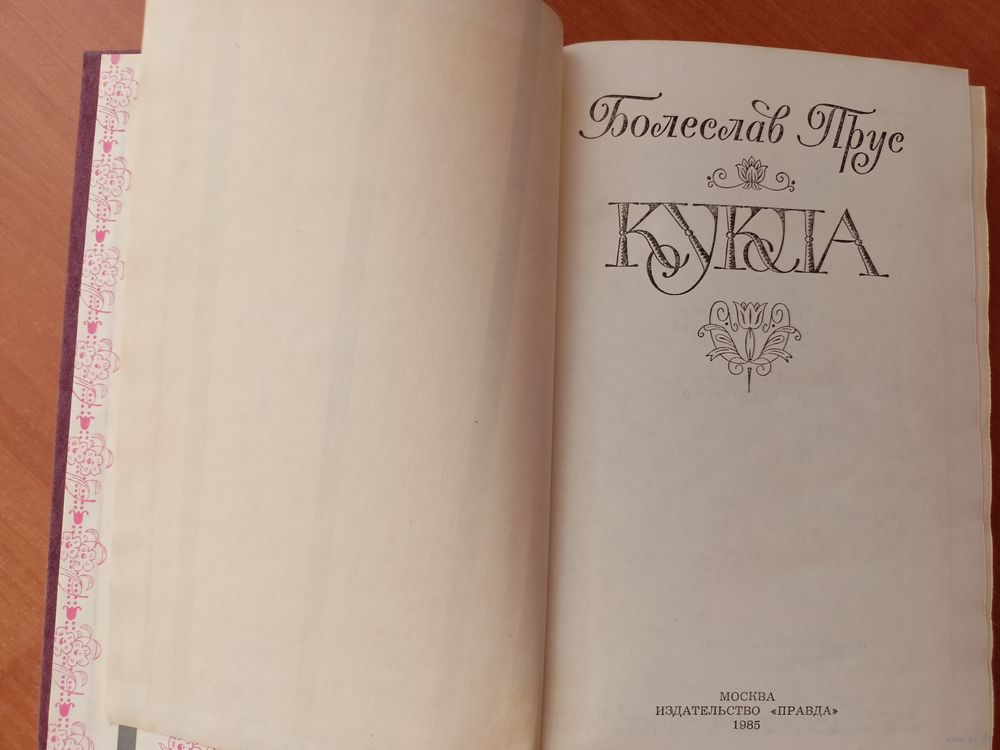 Болеслав Прус
КУКЛА
МОСКВА
ИЗДАТЕЛЬСТВО «ПРАВДА»
1985